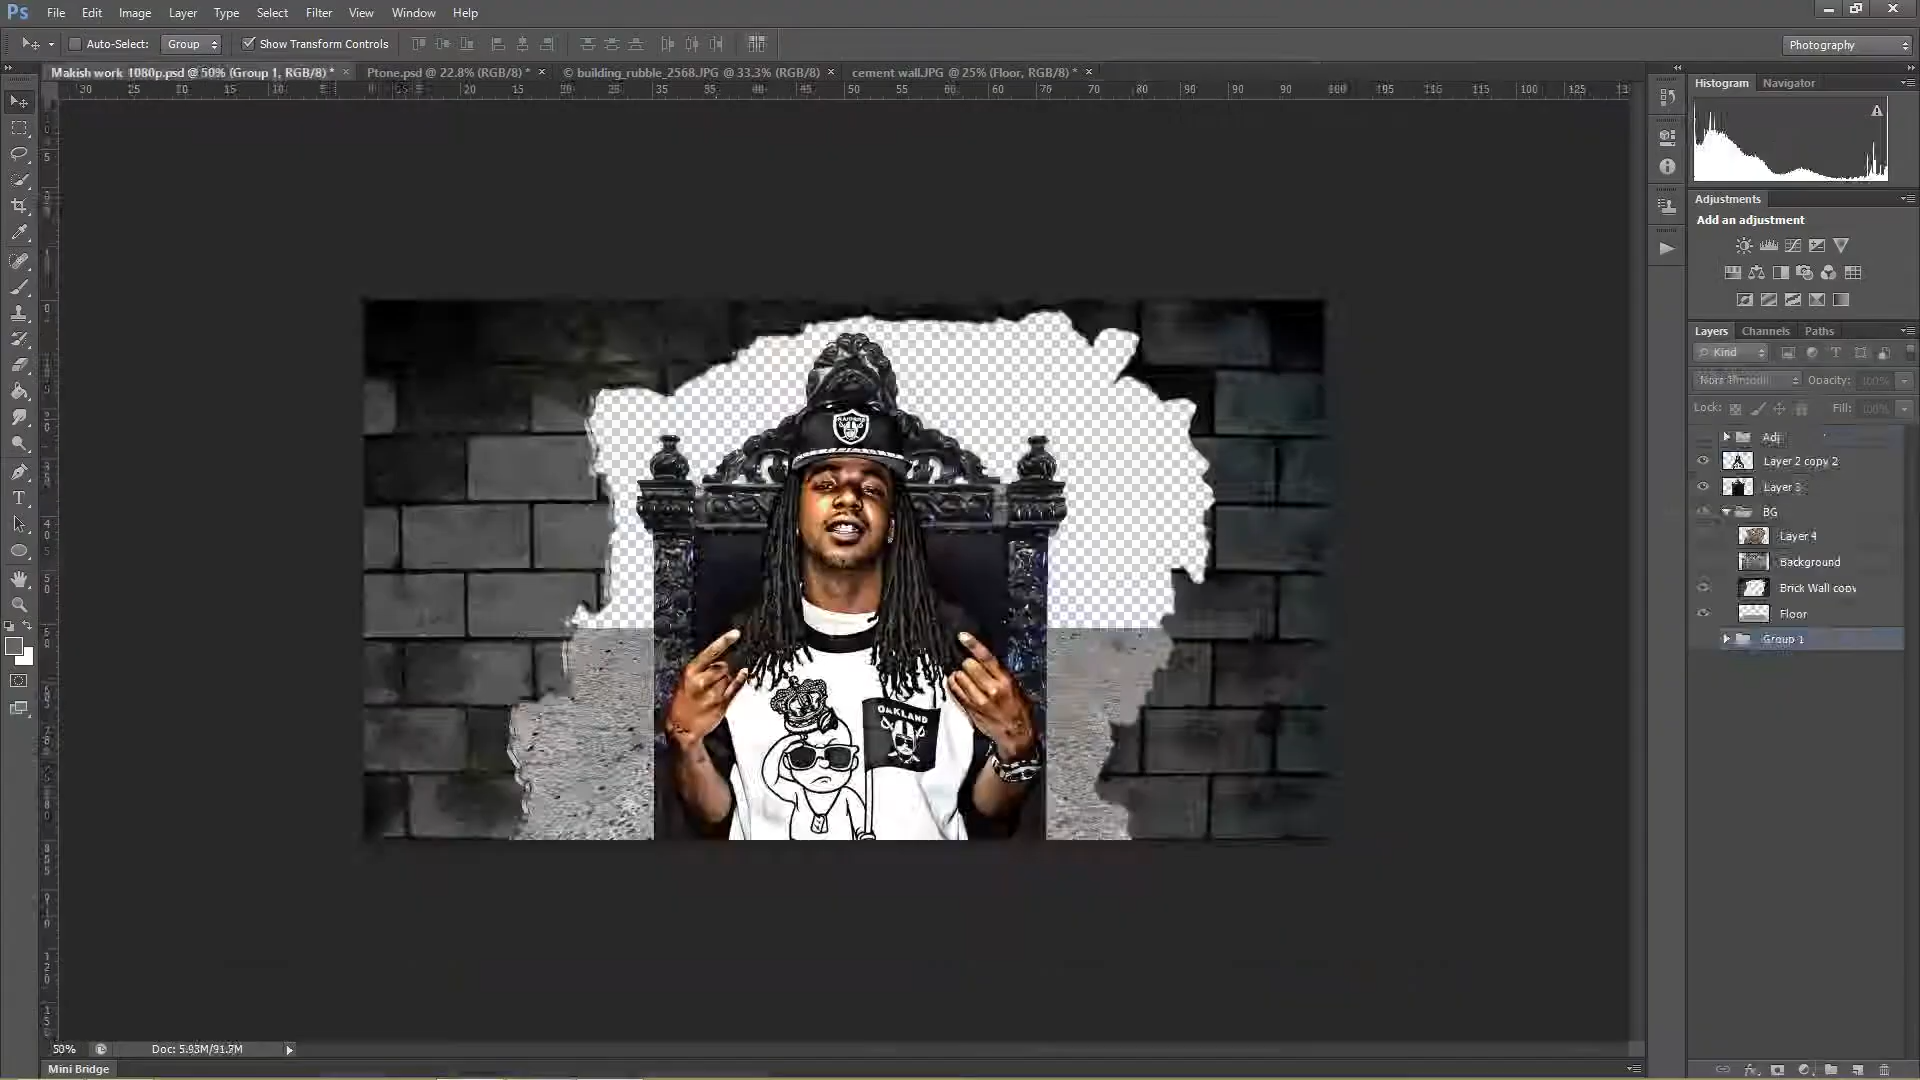 Ps File Edit Image Layer Type Select Filter View Window Help
Auto-Select: Group Show Transform Controls Photography
Makish work 1080p.psd @ 50% (Group 1, RGB/8) * × Ptone.psd @ 22.8% (RGB/8) * × © building_rubble_2568.JPG @ 33.3% (RGB/8) × cement wall.JPG @ 25% (Floor, RGB/8) * ×
Histogram Navigator
Adjustments
Add an adjustment
Layers Channels Paths
Kind
Opacity: 100%
Lock: Fill: 100%
Adj
Layer 2 copy 2
Layer 3
BG
Layer 4
Background
Brick Wall copy
Floor
Group 1
RAIDERS
OAKLAND
50% Doc: 5.93M/91.7M
Mini Bridge